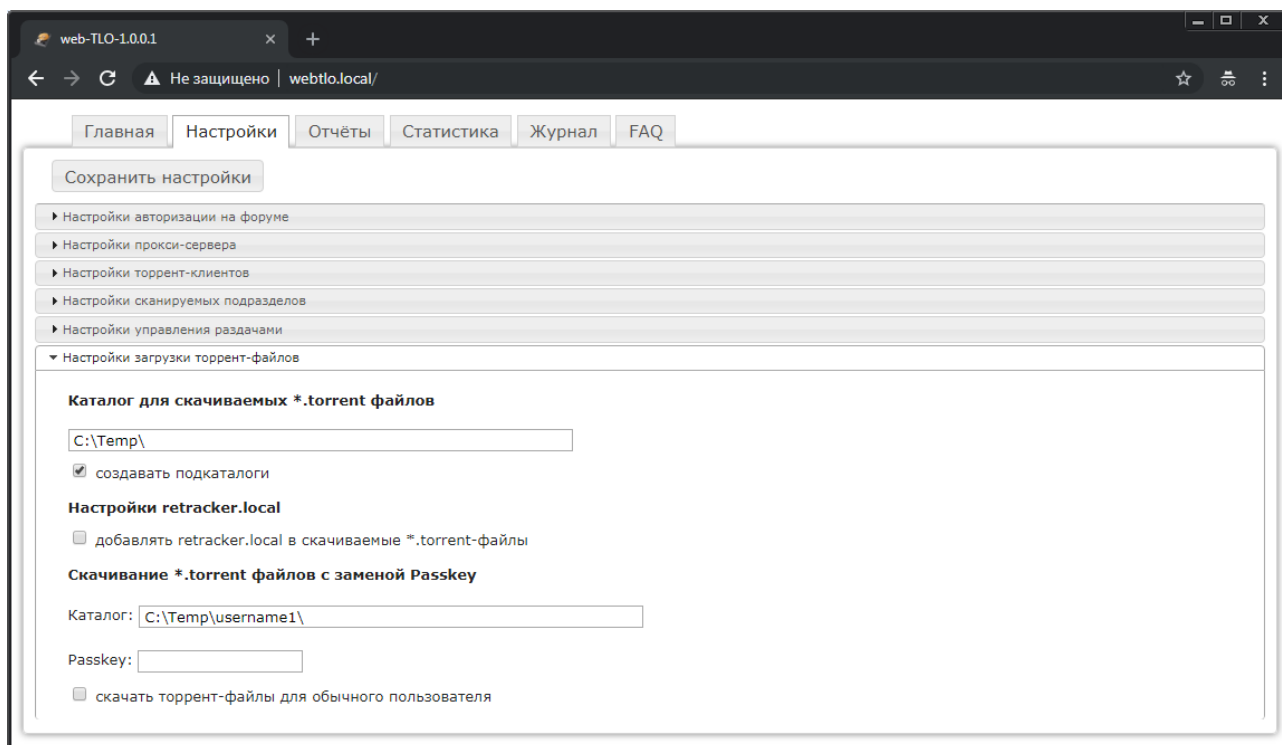 web-TLO-1.0.0.1
Не защищено | webtlo.local/
Главная Настройки Отчёты Статистика Журнал FAQ
Сохранить настройки
Настройки авторизации на форуме
Настройки прокси-сервера
Настройки торрент-клиентов
Настройки сканируемых подразделов
Настройки управления раздачами
Настройки загрузки торрент-файлов
Каталог для скачиваемых *.torrent файлов
C:\Temp\
создавать подкаталоги
Настройки retracker.local
добавлять retracker.local в скачиваемые *.torrent-файлы
Скачивание *.torrent файлов с заменой Passkey
Каталог: C:\Temp\username1\
Passkey:
скачать торрент-файлы для обычного пользователя